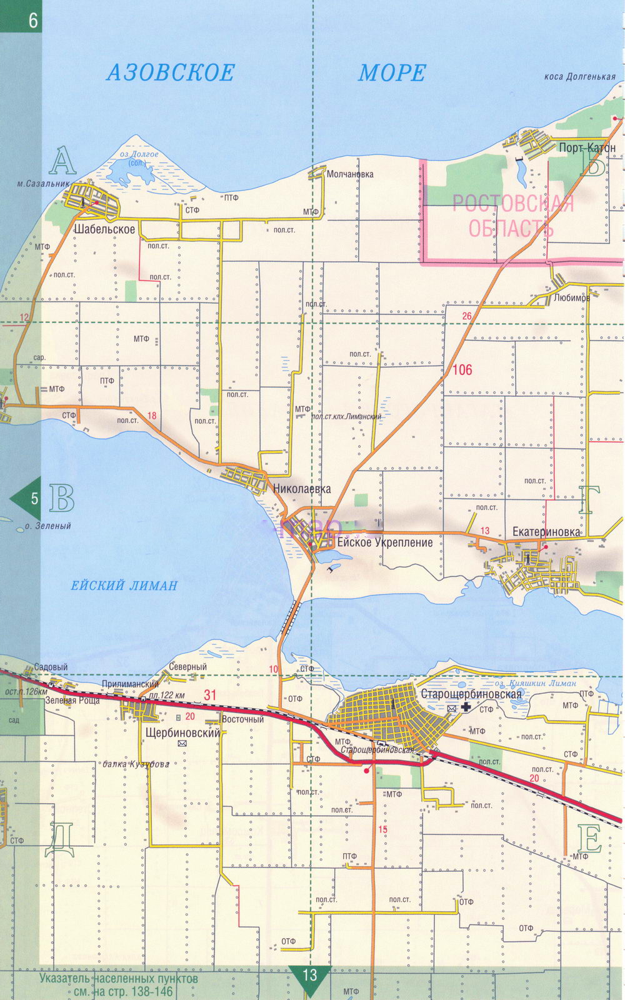 6
АЗОВСКОЕ МОРЕ
коса Долгенькая
Порт-Катон
А
Б
оз. Долгое
(сол.)
м.Сазальник
Молчановка
ПТФ
СТФ
МТФ
РОСТОВСКАЯ
ОБЛАСТЬ
Шабельское
пол.ст.
МТФ
пол.ст.
пол.ст.
пол.ст.
Любимов
пол.ст.
12
26
МТФ
пол.ст.
сар.
106
ПТФ
МТФ
пол.ст.
МТФ
пол.ст.клх.Лиманский
СТФ
пол.ст.
18
пол.ст.
пол.ст.
Николаевка
5
В
Г
пол.ст.
о. Зеленый
13
Екатериновка
Ейское Укрепление
ЕЙСКИЙ ЛИМАН
Садовый
Северный
10
СТФ
ост.п.126км
Прилиманский
оз. Кияшкин Лиман
пл.122 км
31
Зеленая Роща
ОТФ
Старощербиновская
ПТФ
МТФ
СТФ
сад
20
Восточный
Щербиновский
МТФ
МТФ
пол.ст.
Старощербиновская
балка Кузубова
СТФ
пол.ст.
СТФ
пол.ст.
20
пол.ст.
МТФ
пол.ст.
пол.ст.
15
СТФ
Д
Е
ПТФ
МТФ
пол.ст.
пол.ст.
ОТФ
ОТФ
ОТФ
Указатель населенных пунктов
см. на стр. 138-146
13
МТФ